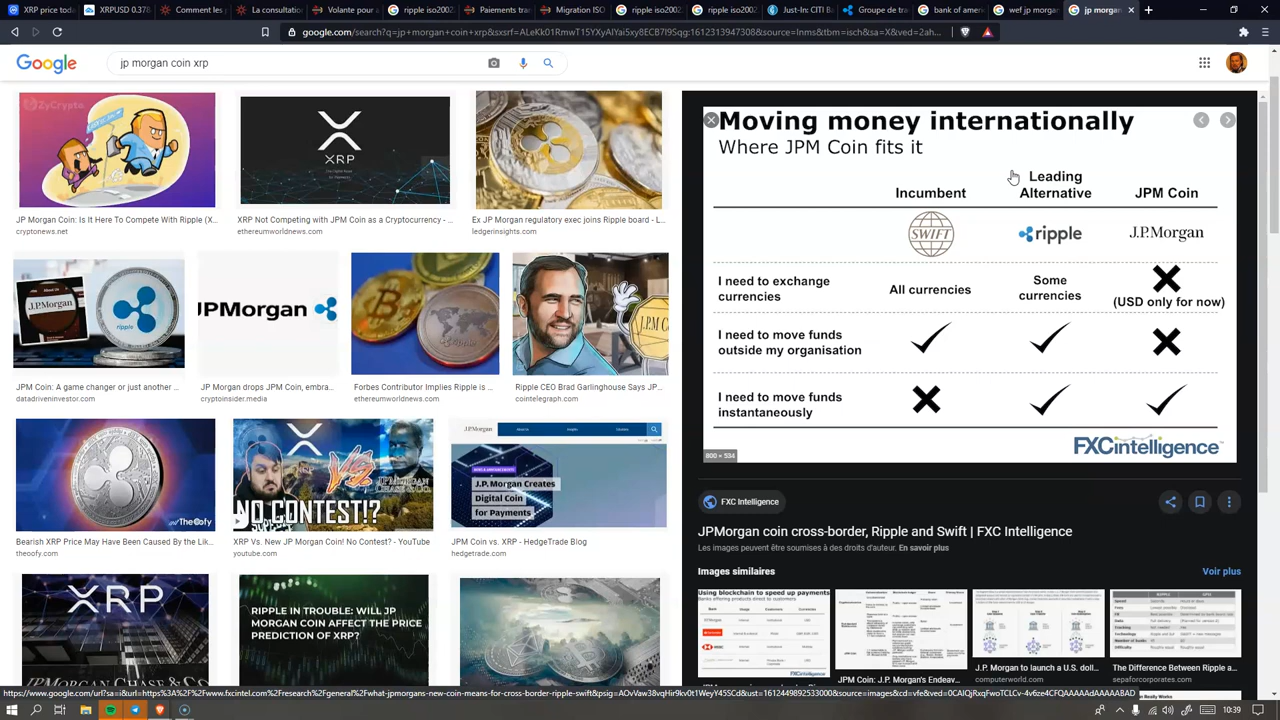 XRP price toda
XRPUSD 0.378
Comment les
La consultation
Volante pour a
ripple iso2002
Paiements tra
Migration ISO
ripple iso2002
ripple iso2002
Just-In: CITI B
Groupe de tra
bank of ameri
wef jp morgan
jp morgan
Google
jp morgan coin xrp
ZyCrypto
XRP
JP Morgan Coin: Is It Here To Compete With Ripple (X...
cryptonews.net
XRP Not Competing with JPM Coin as a Cryptocurrency - ...
ethereumworldnews.com
Ex JP Morgan regulatory exec joins Ripple board - L...
ledgerinsights.com
J.P.Morgan
ripple
JPMorgan
JPM Coin: A game changer or just another ...
datadriveninvestor.com
JP Morgan drops JPM Coin, embra...
cryptoinsider.media
Forbes Contributor Implies Ripple is ...
ethereumworldnews.com
Ripple CEO Brad Garlinghouse Says JP...
cointelegraph.com
XRP
VS
JPMORGAN
CHASE & CO.
NO CONTEST!?
J.P.Morgan
J.P. Morgan Creates
Digital Coin
for Payments
Bearish XRP Price May Have Been Caused By the Lik...
theoofy.com
XRP Vs. New JP Morgan Coin! No Contest? - YouTube
youtube.com
JPM Coin vs. XRP - HedgeTrade Blog
hedgetrade.com
XRP
RIPPLE IN TROUBLE: WILL JP
MORGAN COIN AFFECT THE PRICE
PREDICTION OF XRP?
Moving money internationally
Where JPM Coin fits it
Incumbent
Leading
Alternative
JPM Coin
SWIFT
ripple
J.P.Morgan
I need to exchange
currencies
All currencies
Some
currencies
(USD only for now)
I need to move funds
outside my organisation
I need to move funds
instantaneously
FXCintelligence
800 × 534
FXC Intelligence
JPMorgan coin cross-border, Ripple and Swift | FXC Intelligence
Les images peuvent être soumises à des droits d'auteur. En savoir plus
Images similaires
Voir plus
Using blockchain to speed up payments
FXCintelligence
JPM Coin: J.P. Morgan's Endeav...
J.P. Morgan to launch a U.S. doll...
computerworld.com
The Difference Between Ripple a...
sepaforcorporates.com
10:39